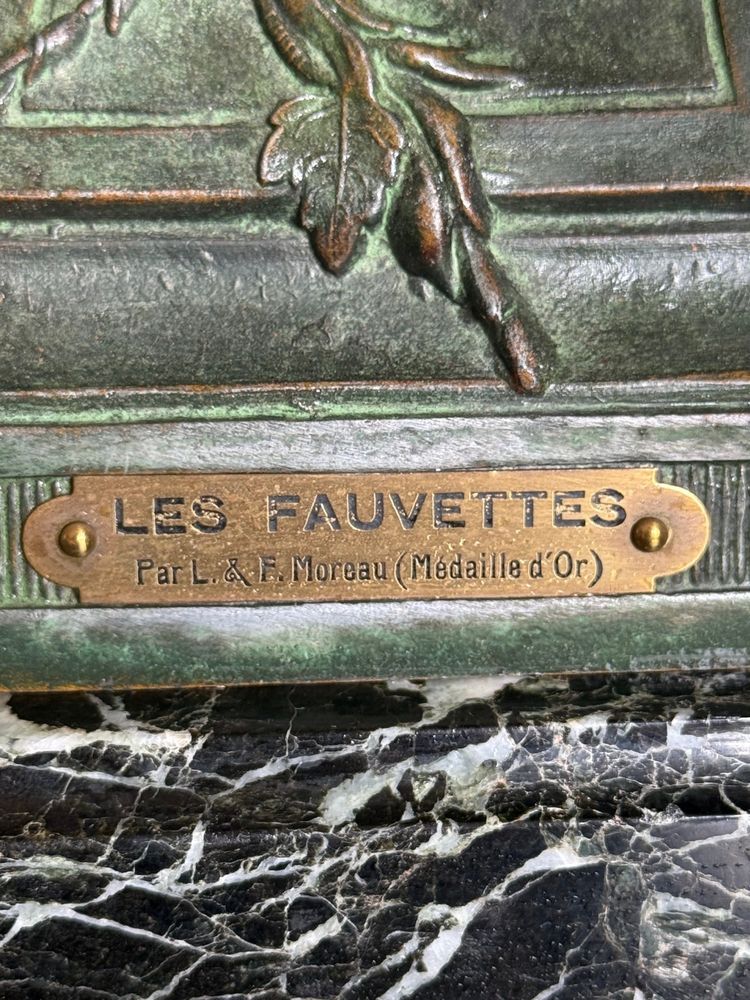 LES FAUVETTES
Par L. & F. Moreau (Médaille d'Or)